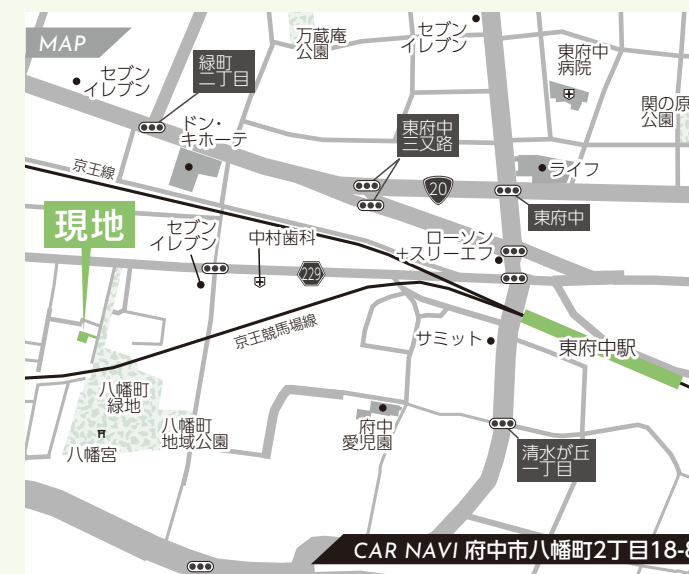 MAP
セブン
イレブン
緑町
二丁目
万蔵庵
公園
セブン
イレブン
東府中
病院
関の原
公園
ドン・
キホーテ
東府中
三叉路
20
ライフ
東府中
京王線
現地
セブン
イレブン
中村歯科
229
ローソン
+スリーエフ
京王競馬場線
サミット
東府中駅
八幡町
緑地
八幡宮
八幡町
地域公園
府中
愛児園
清水が丘
一丁目
CAR NAVI 府中市八幡町2丁目18-8